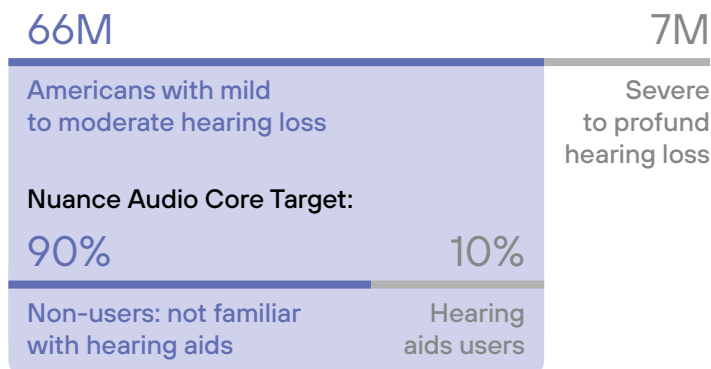 66M
7M
Americans with mild
to moderate hearing loss
Severe
to profund
hearing loss
Nuance Audio Core Target:
90%
10%
Non-users: not familiar
with hearing aids
Hearing
aids users